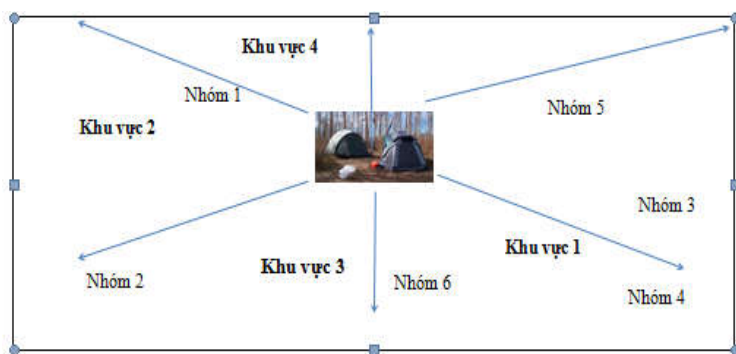 Khu vực 4
Nhóm 1
Nhóm 5
Khu vực 2
Nhóm 3
Khu vực 1
Khu vực 3
Nhóm 2
Nhóm 6
Nhóm 4